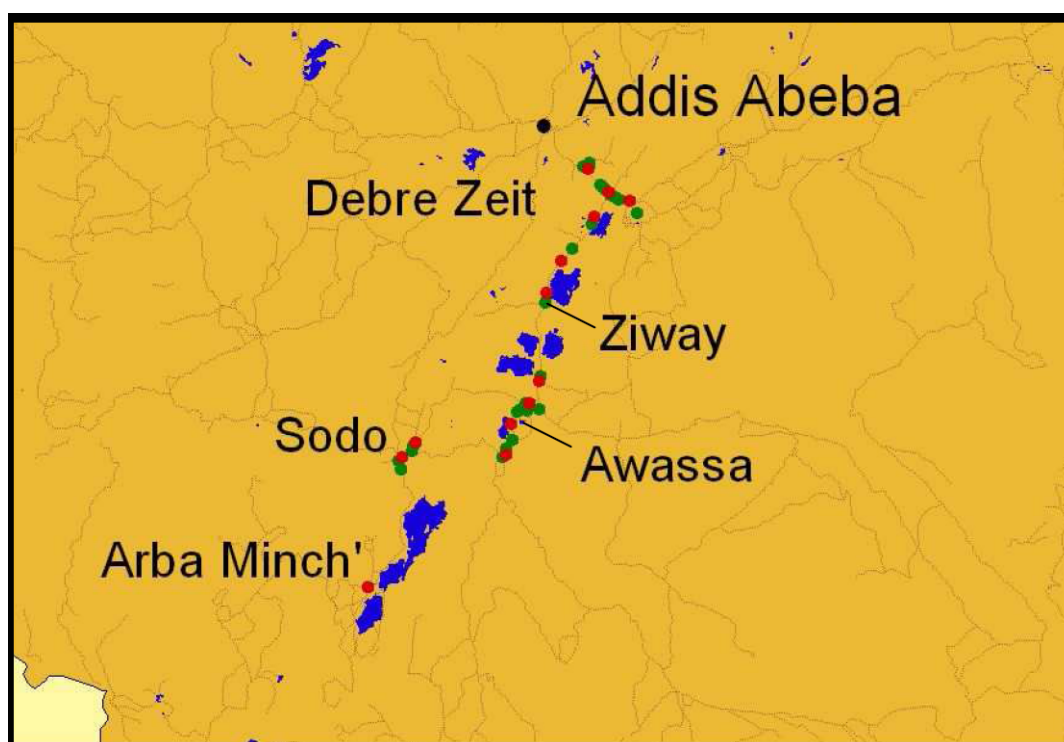 Addis Abeba
Debre Zeit
Ziway
Sodo
Awassa
Arba Minch'